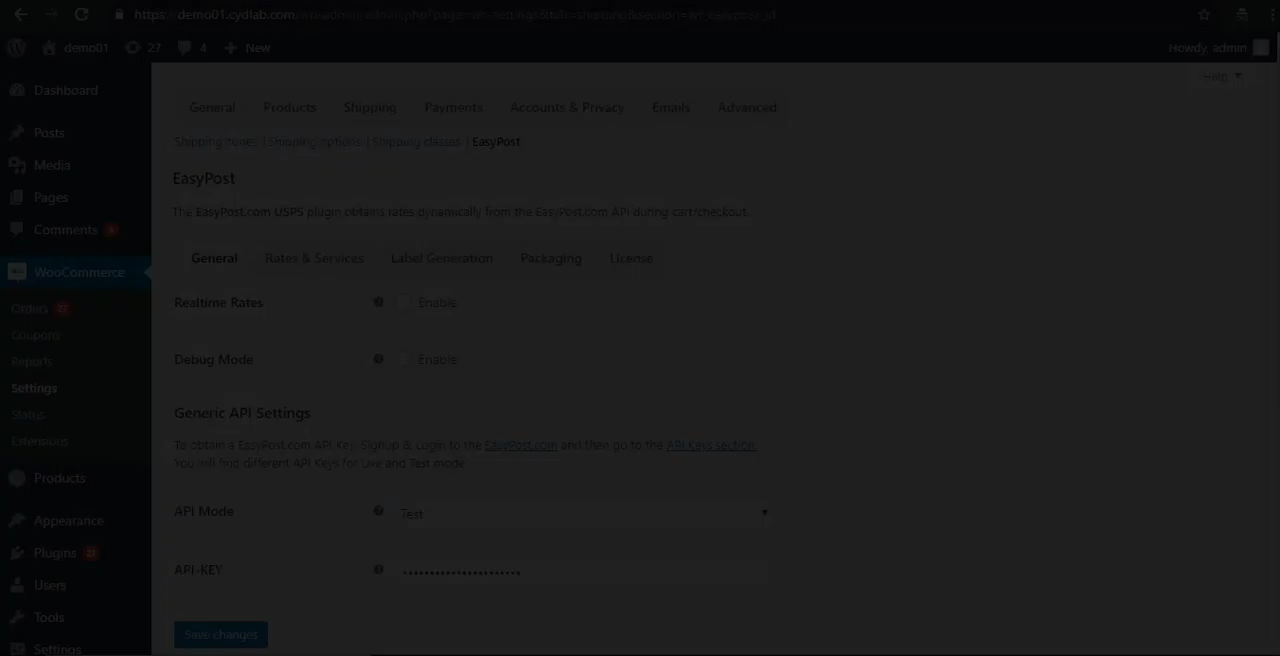 demo01 27 4 New Howdy, admin
Help
Dashboard
Posts
Media
Pages
Comments 4
WooCommerce
Orders 27
Coupons
Reports
Settings
Status
Extensions
Products
Appearance
Plugins 21
Users
Tools
Settings
General Products Shipping Payments Accounts & Privacy Emails Advanced
Shipping zones | Shipping options | Shipping classes | EasyPost
EasyPost
The EasyPost.com USPS plugin obtains rates dynamically from the EasyPost.com API during cart/checkout.
General Rates & Services Label Generation Packaging License
Realtime Rates Enable
Debug Mode Enable
Generic API Settings
To obtain a EasyPost.com API Key, Signup & Login to the EasyPost.com and then go to the API Keys section.
You will find different API Keys for Live and Test mode.
API Mode Test
API-KEY
Save changes